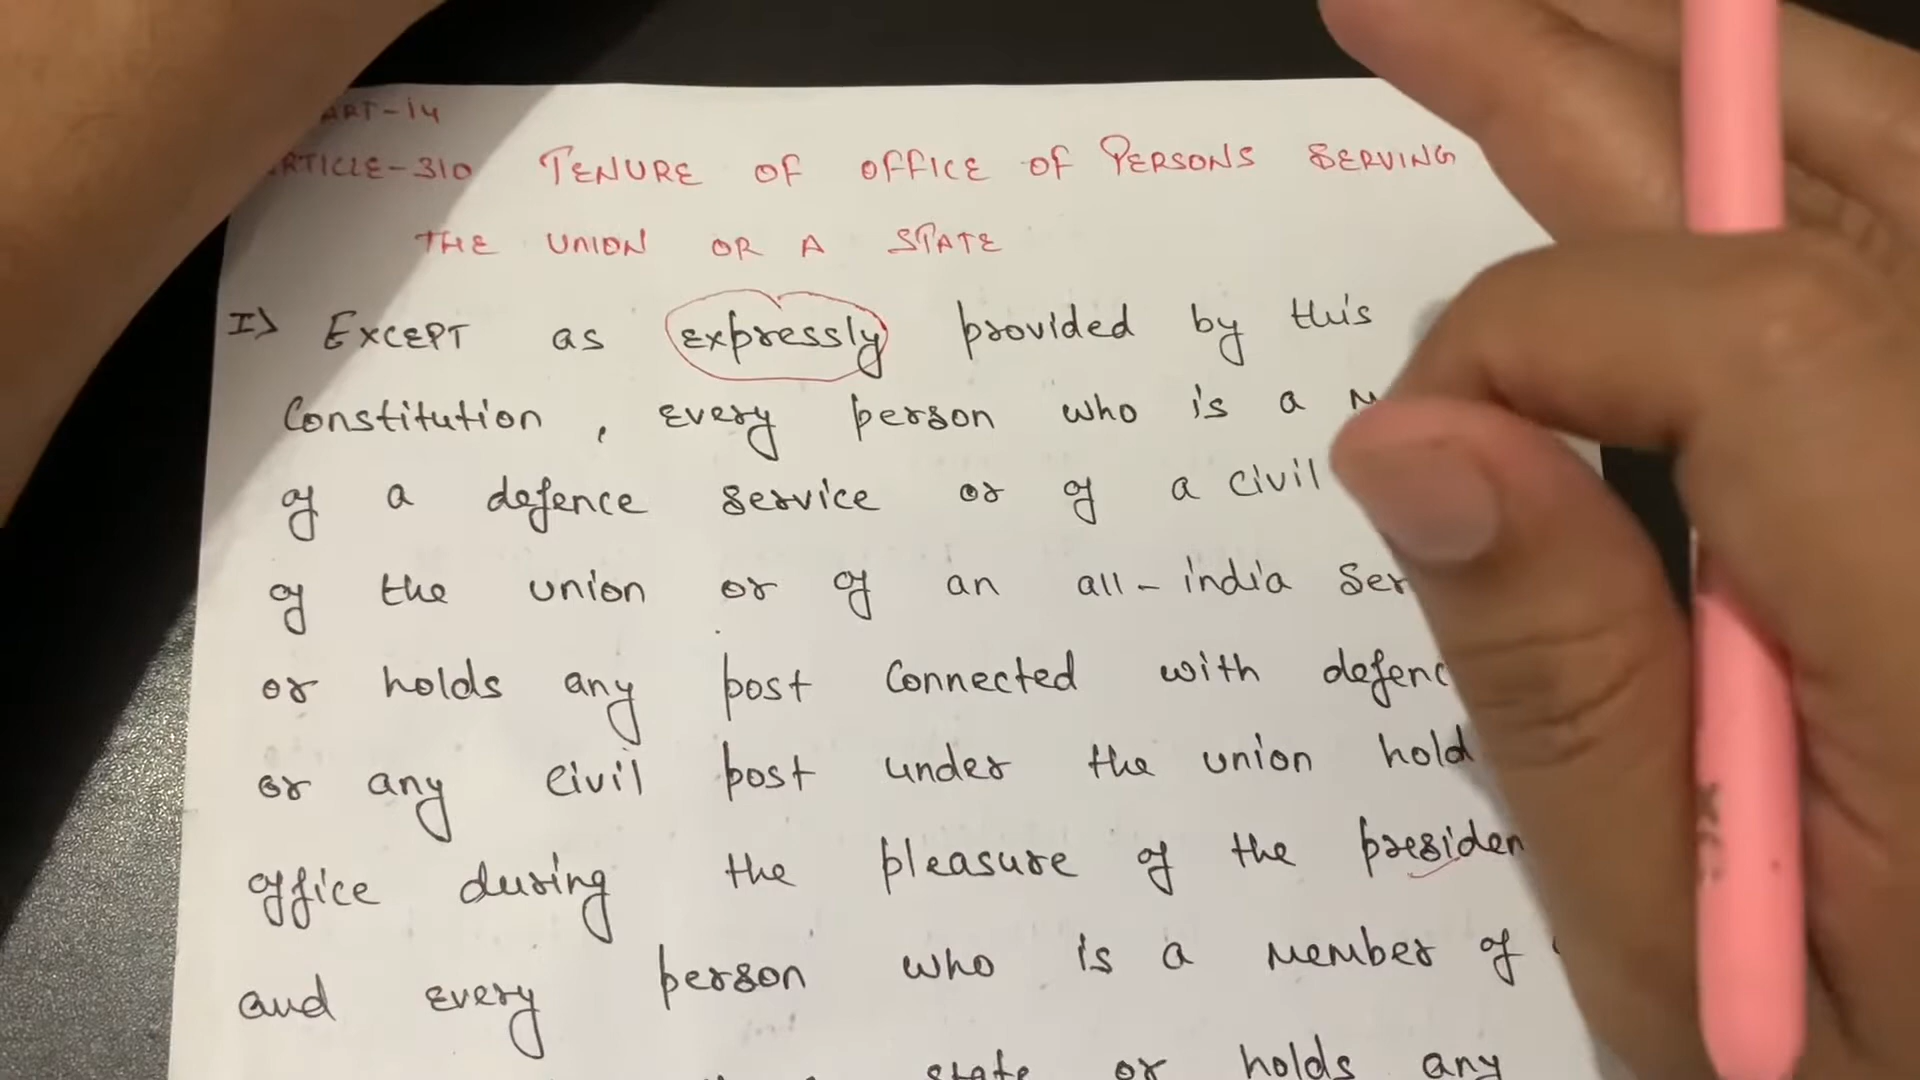 ART-14
RTICLE-310 TENURE OF OFFICE OF PERSONS SERVING
THE UNION OR A STATE
I) EXCEPT as expressly provided by this
Constitution, every person who is a
of a defence service or of a civil
of the union or of an all-india Ser
or holds any post connected with defenc
or any civil post under the union hold
office during the pleasure of the presiden
and every person who is a member of
state or holds any